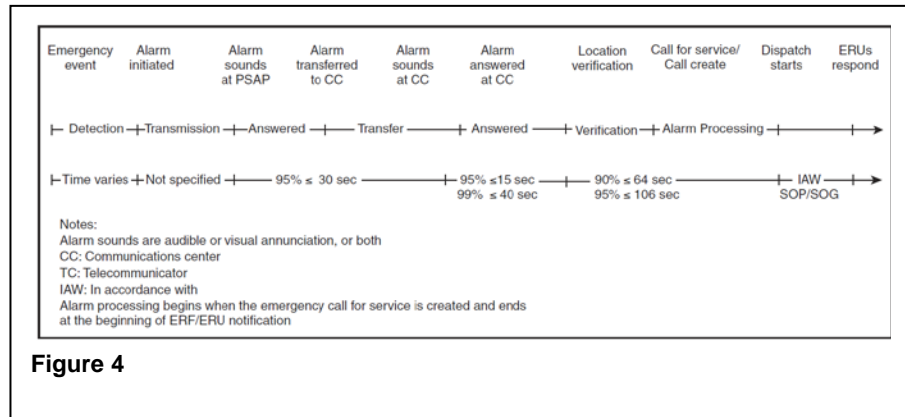 Emergency event
Alarm initiated
Alarm sounds at PSAP
Alarm transferred to CC
Alarm sounds at CC
Alarm answered at CC
Location verification
Call for service/ Call create
Dispatch starts
ERUs respond
Detection
Transmission
Answered
Transfer
Answered
Verification
Alarm Processing
Time varies
Not specified
95% ≤ 30 sec
95% ≤15 sec
99% ≤40 sec
90% ≤ 64 sec
95% ≤ 106 sec
IAW
SOP/SOG
Notes:
Alarm sounds are audible or visual annunciation, or both
CC: Communications center
TC: Telecommunicator
IAW: In accordance with
Alarm processing begins when the emergency call for service is created and ends
at the beginning of ERF/ERU notification
Figure 4